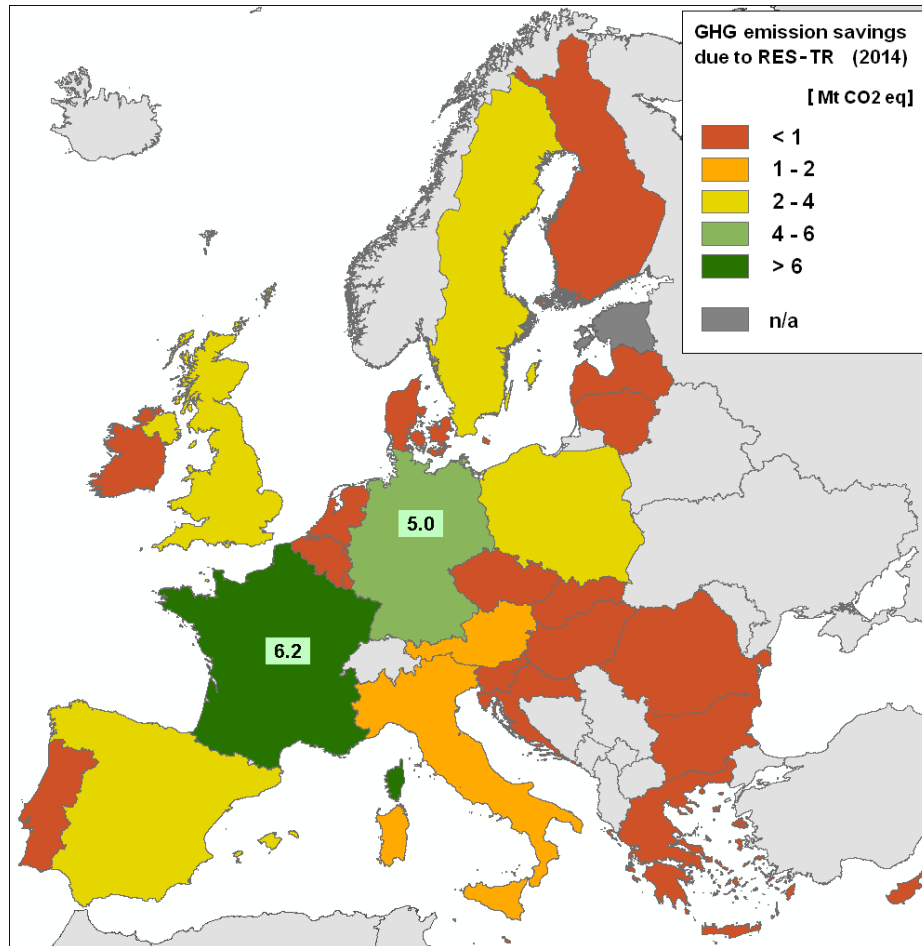 GHG emission savings
due to RES-TR (2014)
[ Mt CO2 eq]
< 1
1 - 2
2 - 4
4 - 6
> 6
n/a
5.0
6.2